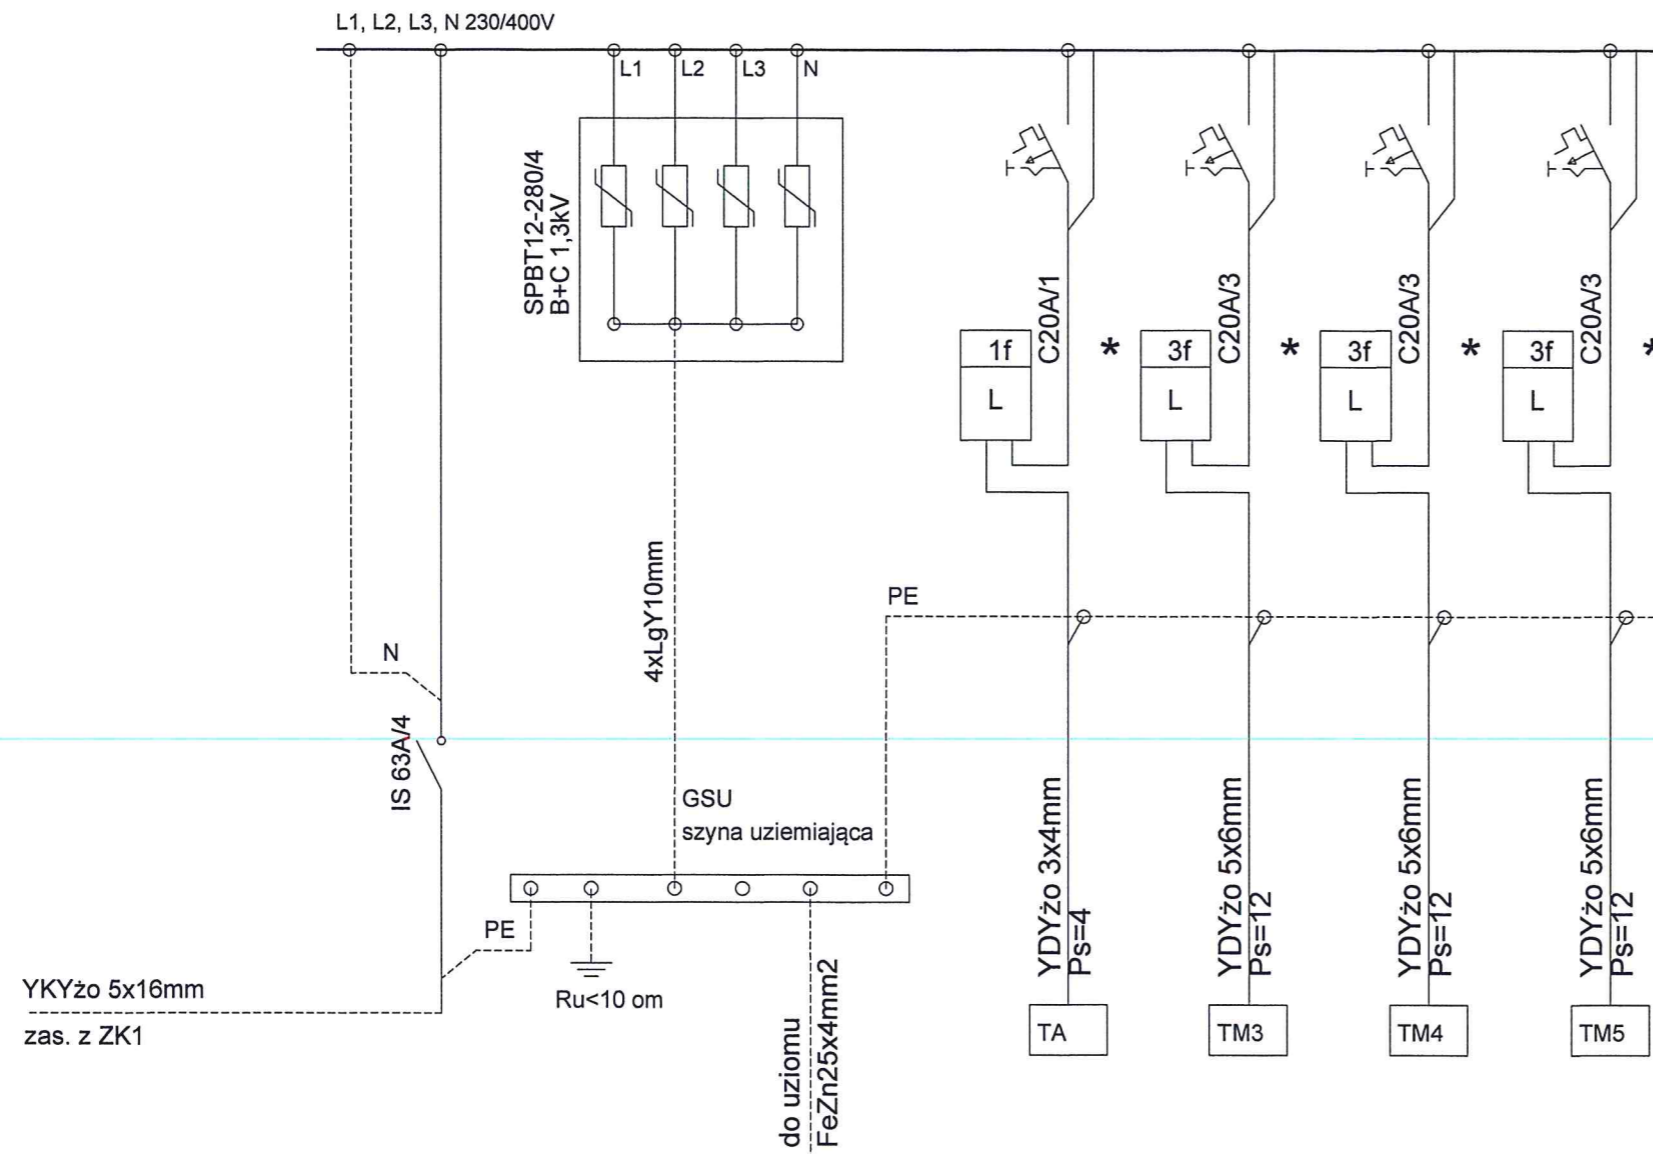 L1, L2, L3, N 230/400V
L1
L2
L3
N
SPBT12-280/4
B+C 1,3kV
C20A/1
C20A/3
C20A/3
C20A/3
1f
*
3f
*
3f
*
3f
*
L
L
L
L
4xLgY10mm
PE
N
IS 63A/4
GSU
szyna uziemiająca
YDYżo 3x4mm
Ps=4
YDYżo 5x6mm
Ps=12
YDYżo 5x6mm
Ps=12
YDYżo 5x6mm
Ps=12
PE
YKYżo 5x16mm
zas. z ZK1
Ru<10 om
do uziomu
FeZn25x4mm2
TA
TM3
TM4
TM5